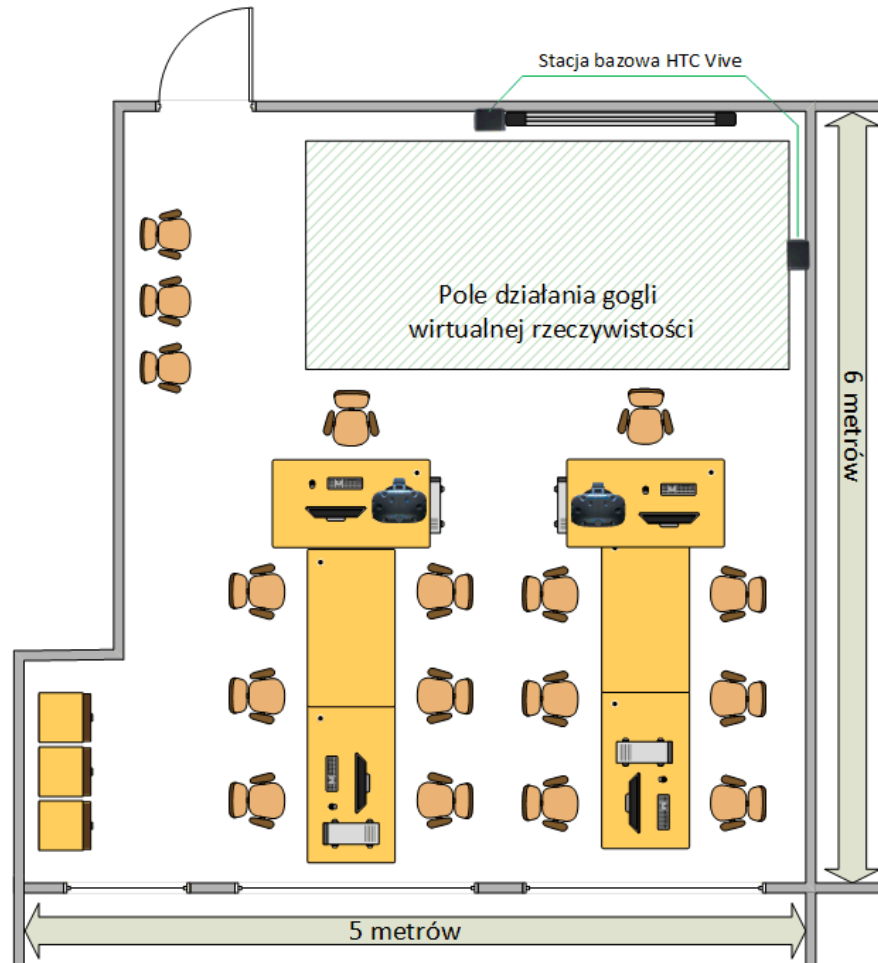 Stacja bazowa HTC Vive
Pole działania gogli
wirtualnej rzeczywistości
6 metrów
5 metrów